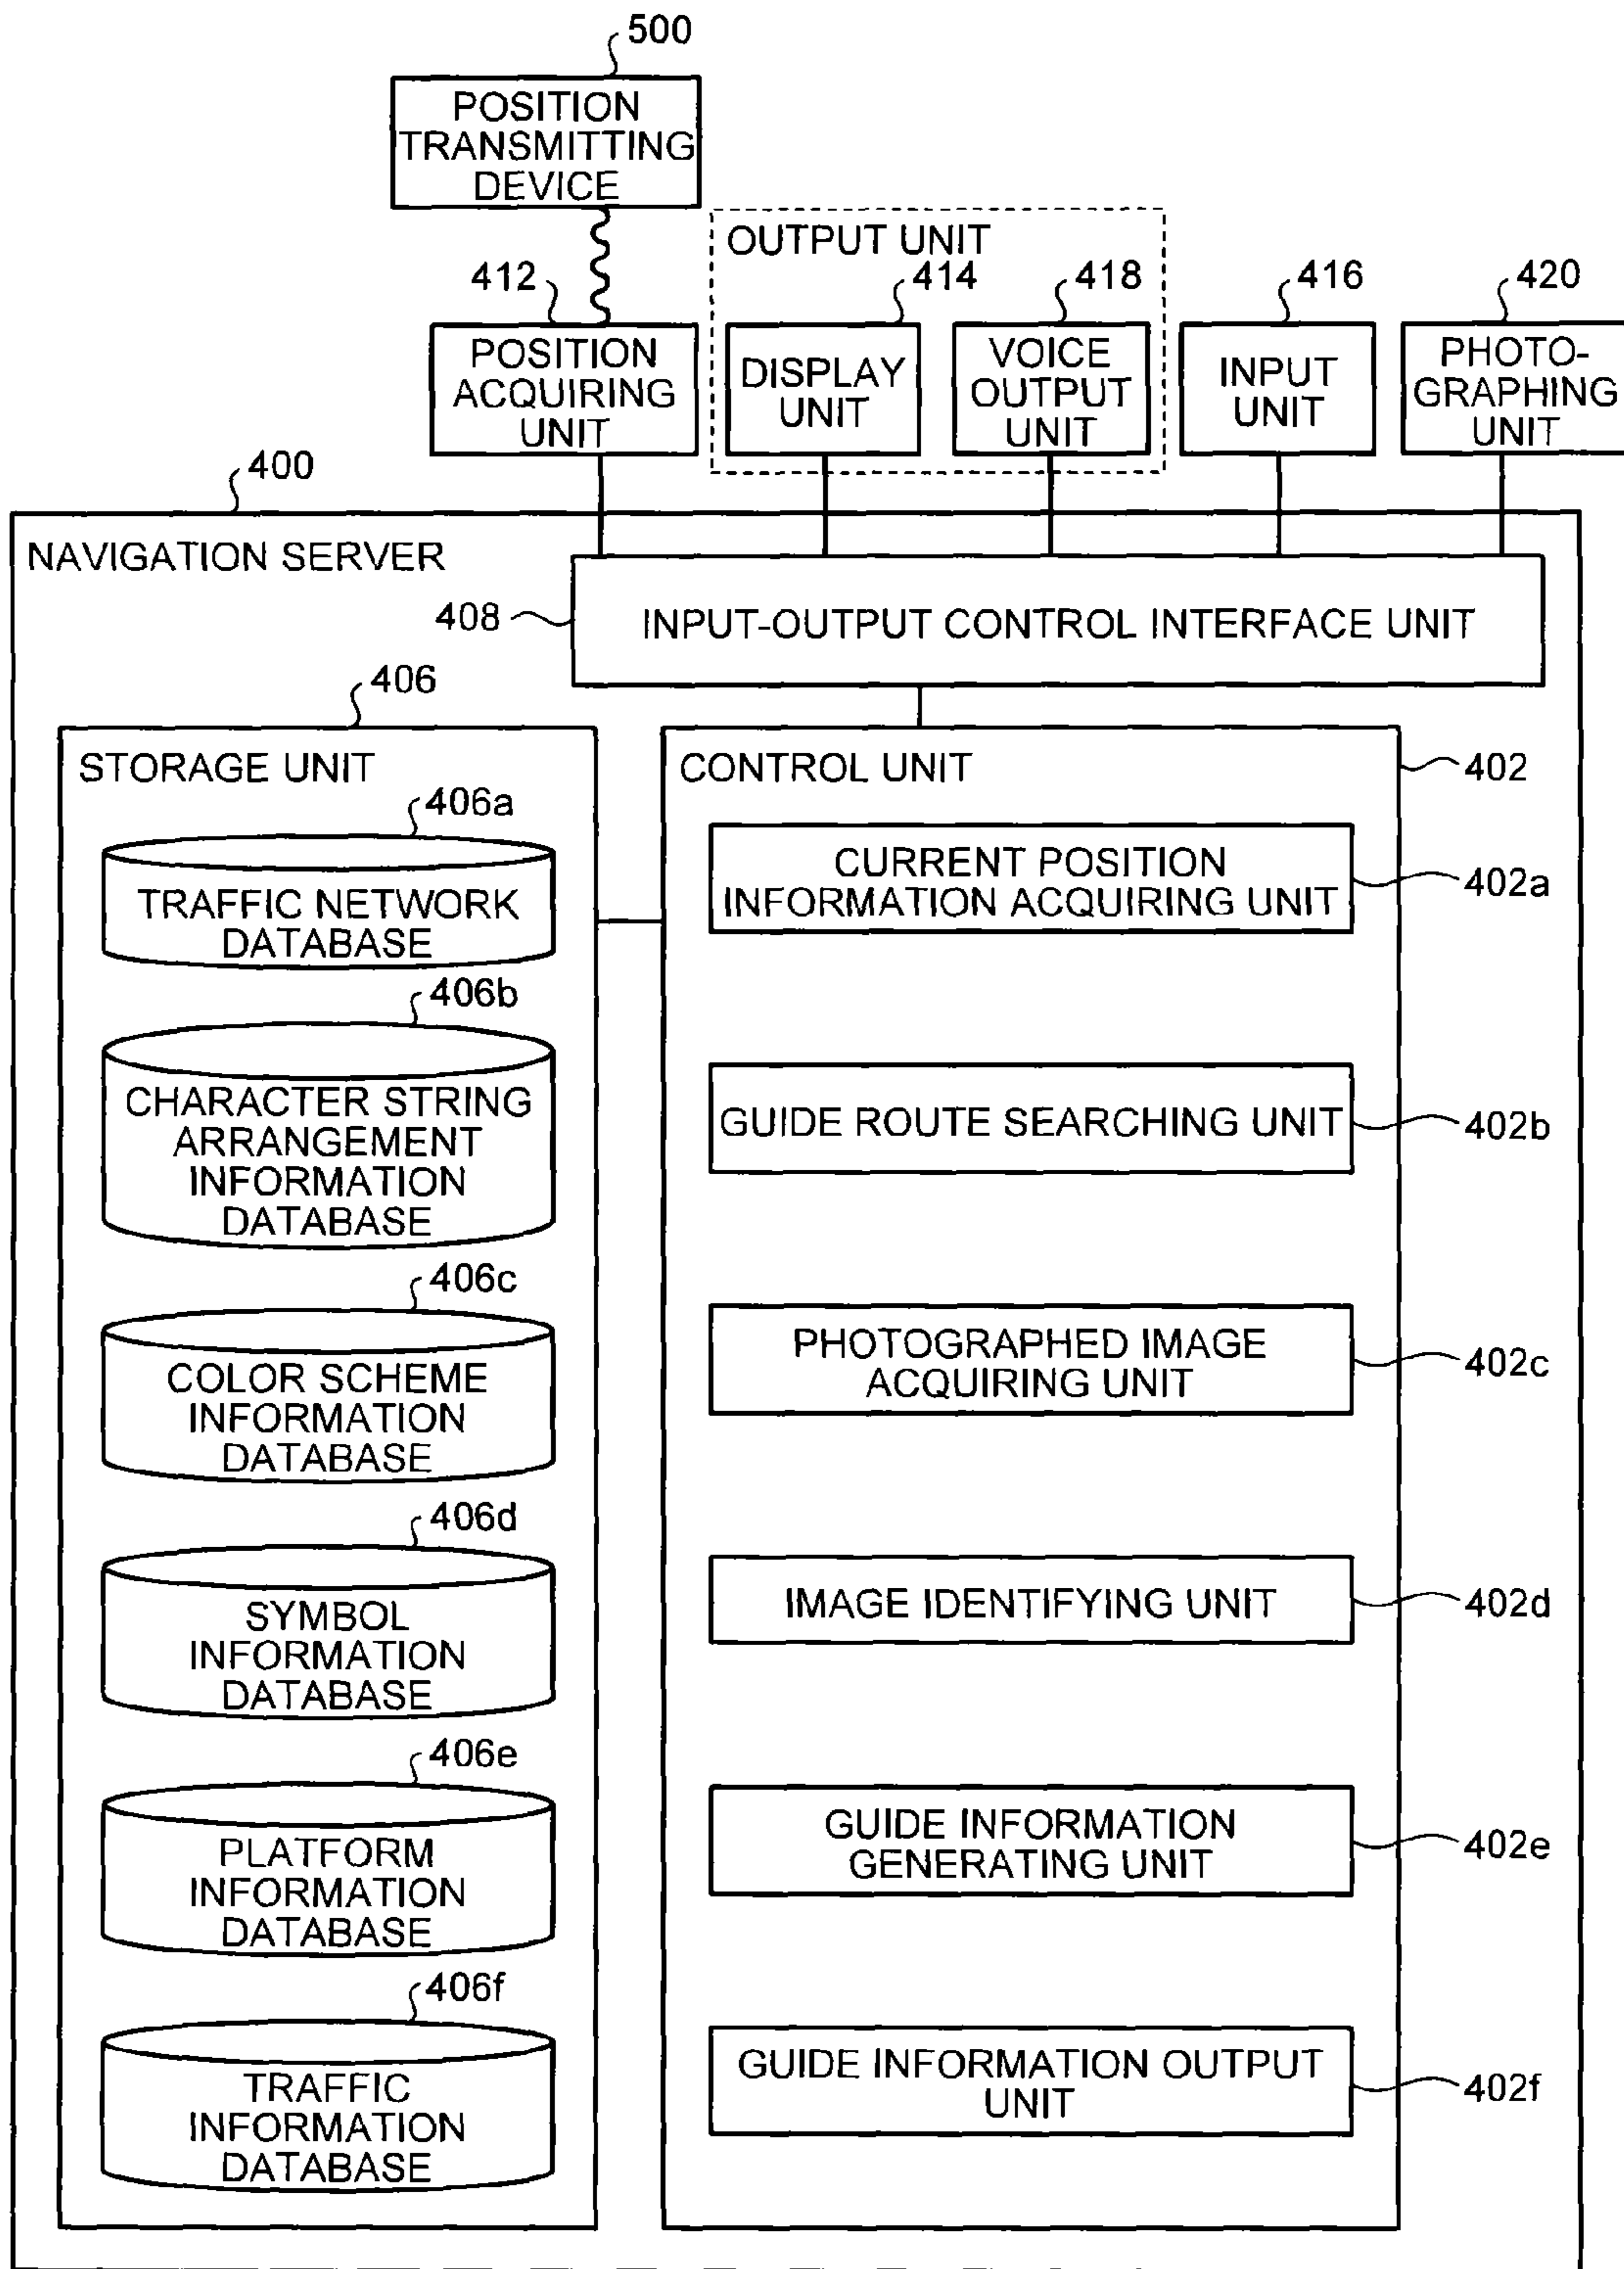 500
POSITION
TRANSMITTING
DEVICE
OUTPUT UNIT
412
414
418
416
420
POSITION
ACQUIRING
UNIT
DISPLAY
UNIT
VOICE
OUTPUT
UNIT
INPUT
UNIT
PHOTO-
GRAPHING
UNIT
400
NAVIGATION SERVER
408
INPUT-OUTPUT CONTROL INTERFACE UNIT
406
STORAGE UNIT
406a
TRAFFIC NETWORK
DATABASE
406b
CHARACTER STRING
ARRANGEMENT
INFORMATION
DATABASE
406c
COLOR SCHEME
INFORMATION
DATABASE
406d
SYMBOL
INFORMATION
DATABASE
406e
PLATFORM
INFORMATION
DATABASE
406f
TRAFFIC
INFORMATION
DATABASE
CONTROL UNIT
402
CURRENT POSITION
INFORMATION ACQUIRING UNIT
402a
GUIDE ROUTE SEARCHING UNIT
402b
PHOTOGRAPHED IMAGE
ACQUIRING UNIT
402c
IMAGE IDENTIFYING UNIT
402d
GUIDE INFORMATION
GENERATING UNIT
402e
GUIDE INFORMATION OUTPUT
UNIT
402f